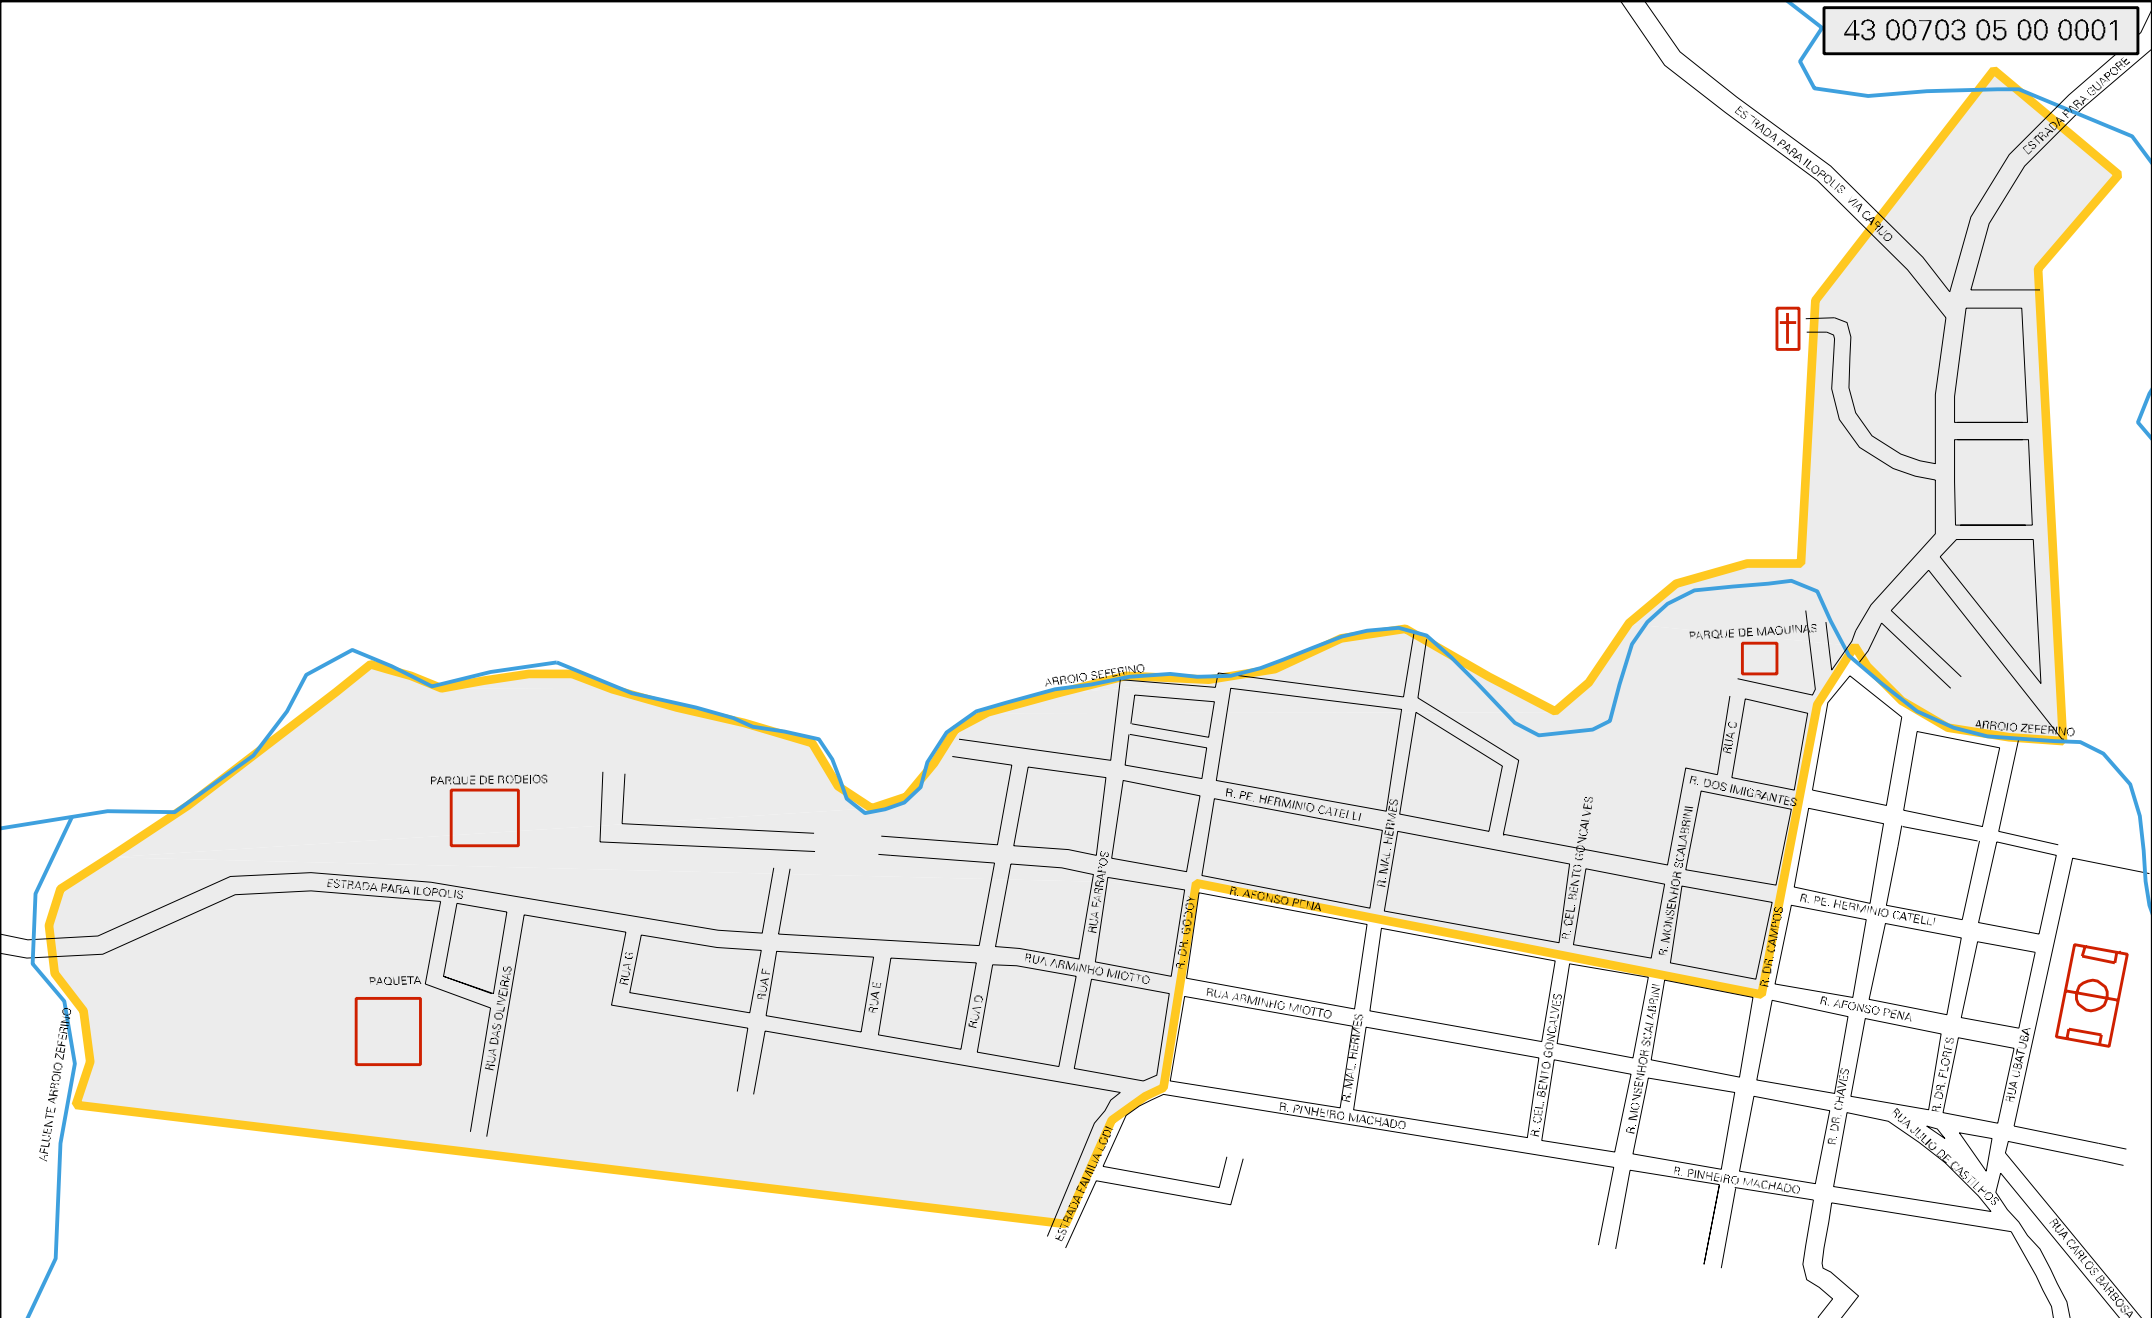 43 00703 05 00 0001
ESTRADA PARA GUAPORE
ESTRADA PARA ILOPOLIS VIA CARLO
PARQUE DE MAQUINAS
ARROIO SEFERINO
ARROIO ZEFERINO
RUA C
R. DOS IMIGRANTES
PARQUE DE RODEIOS
R. PE. HERMINIO CATELLI
R. MAL. HERMES
R. CEL. BENTO GONCALVES
R. MONSENHOR SCALABRINI
ESTRADA PARA ILOPOLIS
RUA FARRAPOS
R. AFONSO PENA
R. PE. HERMINIO CATELLI
R. DR. GODOY
R. DR. CAMPOS
RUA ARMINHO MIOTTO
PAQUETA
RUA G
RUA F
RUA E
RUA D
RUA DAS OLIVEIRAS
RUA ARMINHO MIOTTO
R. AFONSO PENA
AFLUENTE ARROIO ZEFERINO
R. MAL. HERMES
R. CEL. BENTO GONCALVES
R. MONSENHOR SCALABRINI
R. DR. CHAVES
R. DR. FLORES
RUA UBATUBA
R. PINHEIRO MACHADO
RUA JULIO DE CASTILHOS
ESTRADA FAMILIA LODI
R. PINHEIRO MACHADO
RUA CARLOS BARBOSA